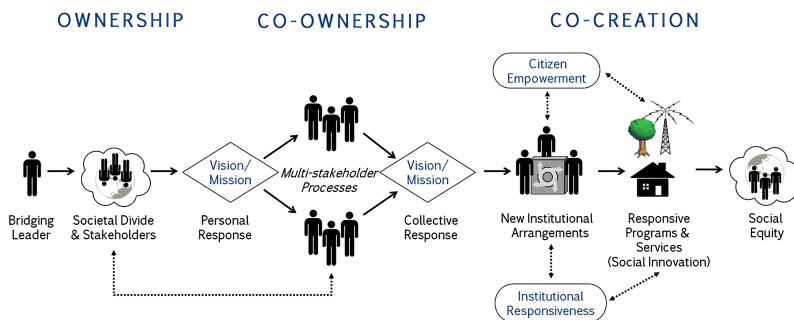 OWNERSHIP
CO-OWNERSHIP
CO-CREATION
Citizen
Empowerment
Vision/
Mission
Multi-stakeholder
Processes
Vision/
Mission
Bridging
Leader
Societal Divide
& Stakeholders
Personal
Response
Collective
Response
New Institutional
Arrangements
Responsive
Programs &
Services
(Social Innovation)
Social
Equity
Institutional
Responsiveness